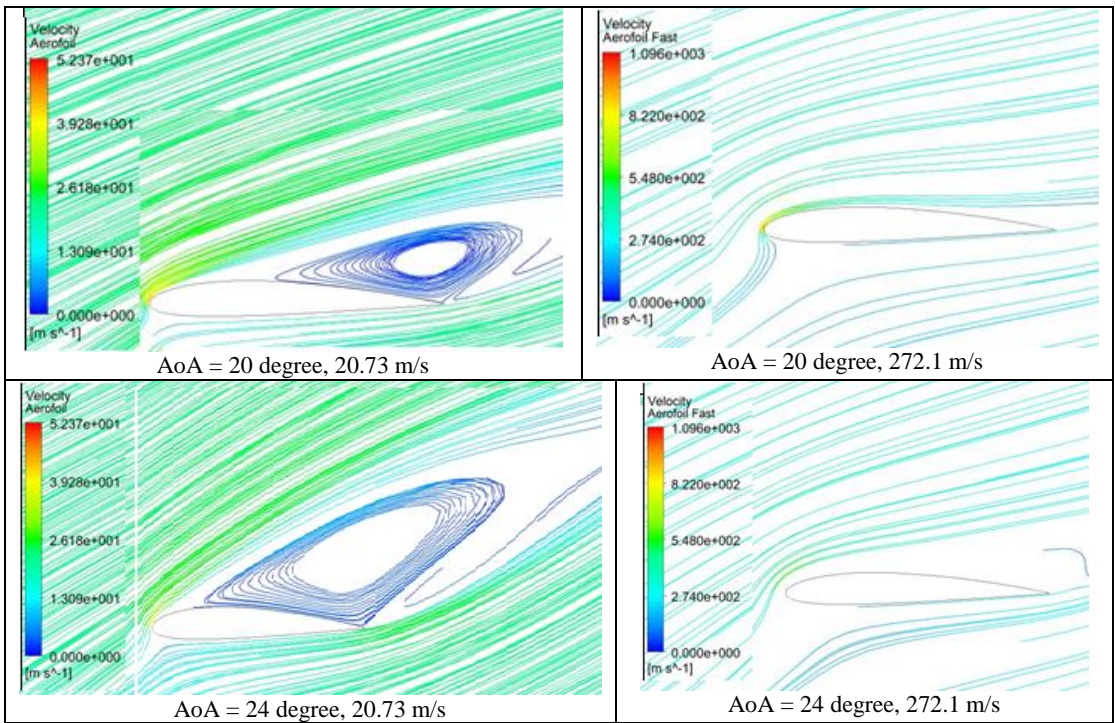 Velocity
Aerofoil
5.237e+001
3.928e+001
2.618e+001
1.309e+001
0.000e+000
[m s^-1]
AoA = 20 degree, 20.73 m/s
Velocity
Aerofoil Fast
1.096e+003
8.220e+002
5.480e+002
2.740e+002
0.000e+000
[m s^-1]
AoA = 20 degree, 272.1 m/s
Velocity
Aerofoil
5.237e+001
3.928e+001
2.618e+001
1.309e+001
0.000e+000
[m s^-1]
AoA = 24 degree, 20.73 m/s
Velocity
Aerofoil Fast
1.096e+003
8.220e+002
5.480e+002
2.740e+002
0.000e+000
[m s^-1]
AoA = 24 degree, 272.1 m/s